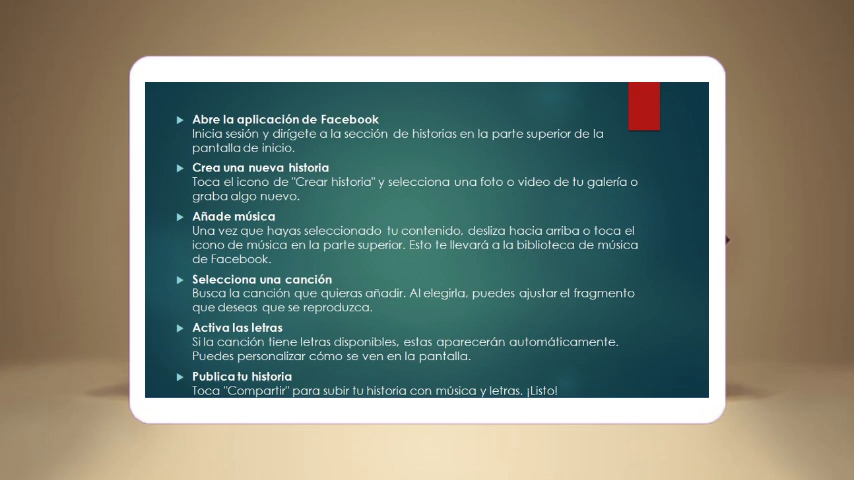 Abre la aplicación de Facebook
Inicia sesión y dirígete a la sección de historias en la parte superior de la
pantalla de inicio.
Crea una nueva historia
Toca el icono de "Crear historia" y selecciona una foto o video de tu galería o
graba algo nuevo.
Añade música
Una vez que hayas seleccionado tu contenido, desliza hacia arriba o toca el
icono de música en la parte superior. Esto te llevará a la biblioteca de música
de Facebook.
Selecciona una canción
Busca la canción que quieras añadir. Al elegirla, puedes ajustar el fragmento
que deseas que se reproduzca.
Activa las letras
Si la canción tiene letras disponibles, estas aparecerán automáticamente.
Puedes personalizar cómo se ven en la pantalla.
Publica tu historia
Toca "Compartir" para subir tu historia con música y letras. ¡Listo!